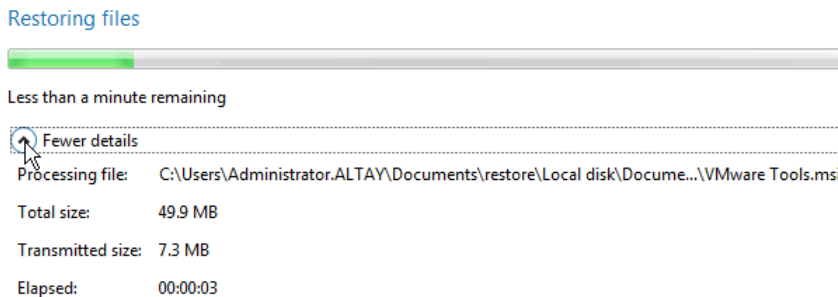 Restoring files
Less than a minute remaining
Fewer details
Processing file: C:\Users\Administrator.ALTAY\Documents\restore\Local disk\Docume...\VMware Tools.msi
Total size: 49.9 MB
Transmitted size: 7.3 MB
Elapsed: 00:00:03